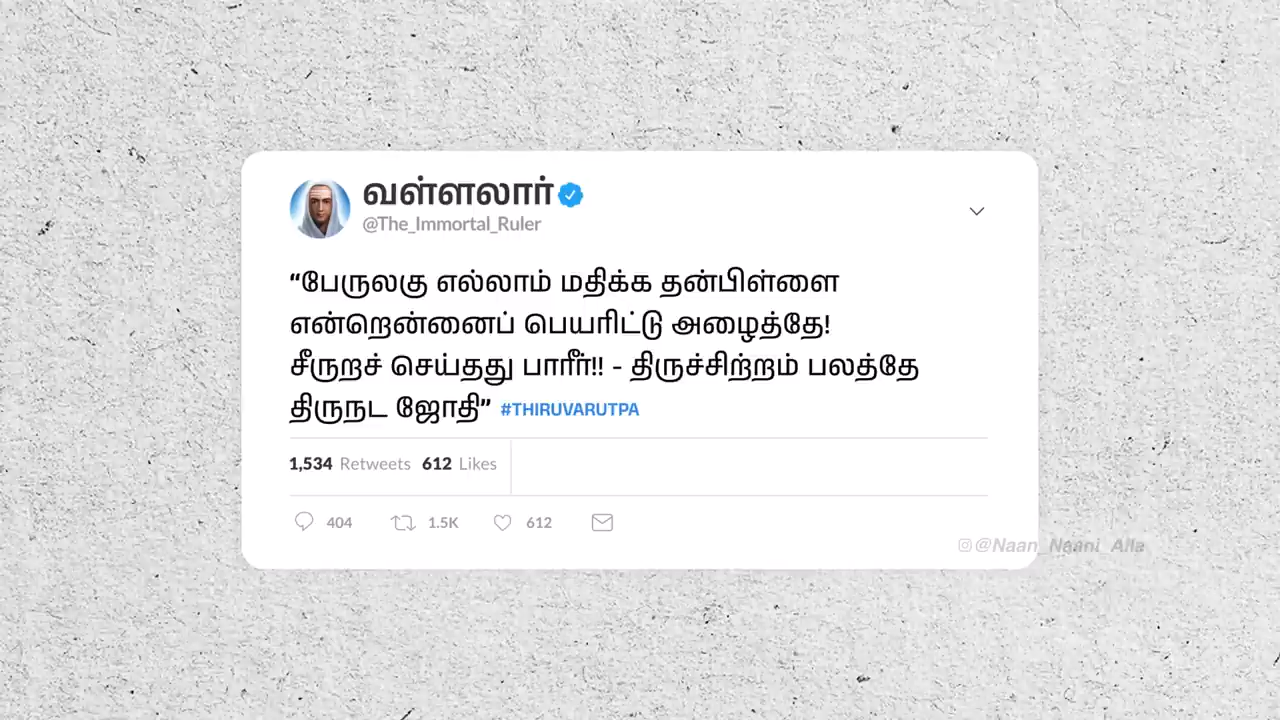 வள்ளலார்
@The_Immortal_Ruler
“பேருலகு எல்லாம் மதிக்க தன்பிள்ளை
என்றென்னைப் பெயரிட்டு அழைத்தே!
சீருறச் செய்தது பாரீர்!! - திருச்சிற்றம் பலத்தே
திருநட ஜோதி” #THIRUVARUTPA
1,534 Retweets 612 Likes
404 1.5K 612
@Naan_Naani_Alla